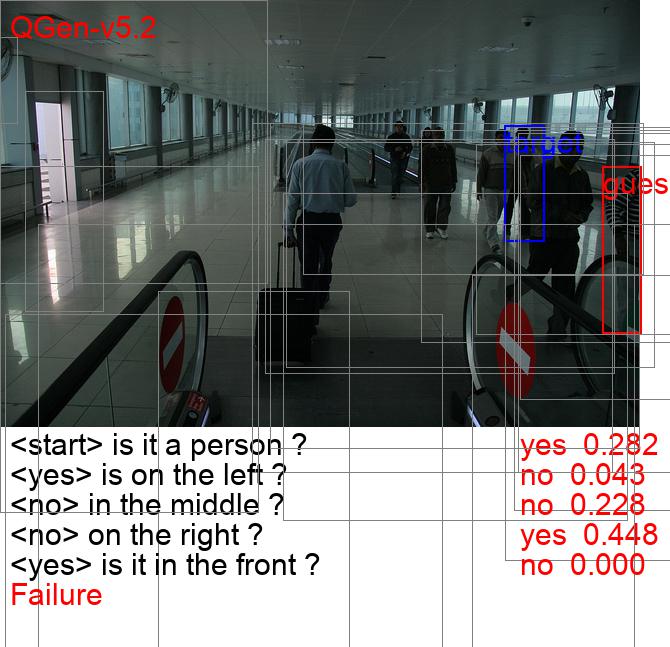 QGen-v5.2
target
gues
<start> is it a person ? yes 0.282
<yes> is on the left ? no 0.043
<no> in the middle ? no 0.228
<no> on the right ? yes 0.448
<yes> is it in the front ? no 0.000
Failure